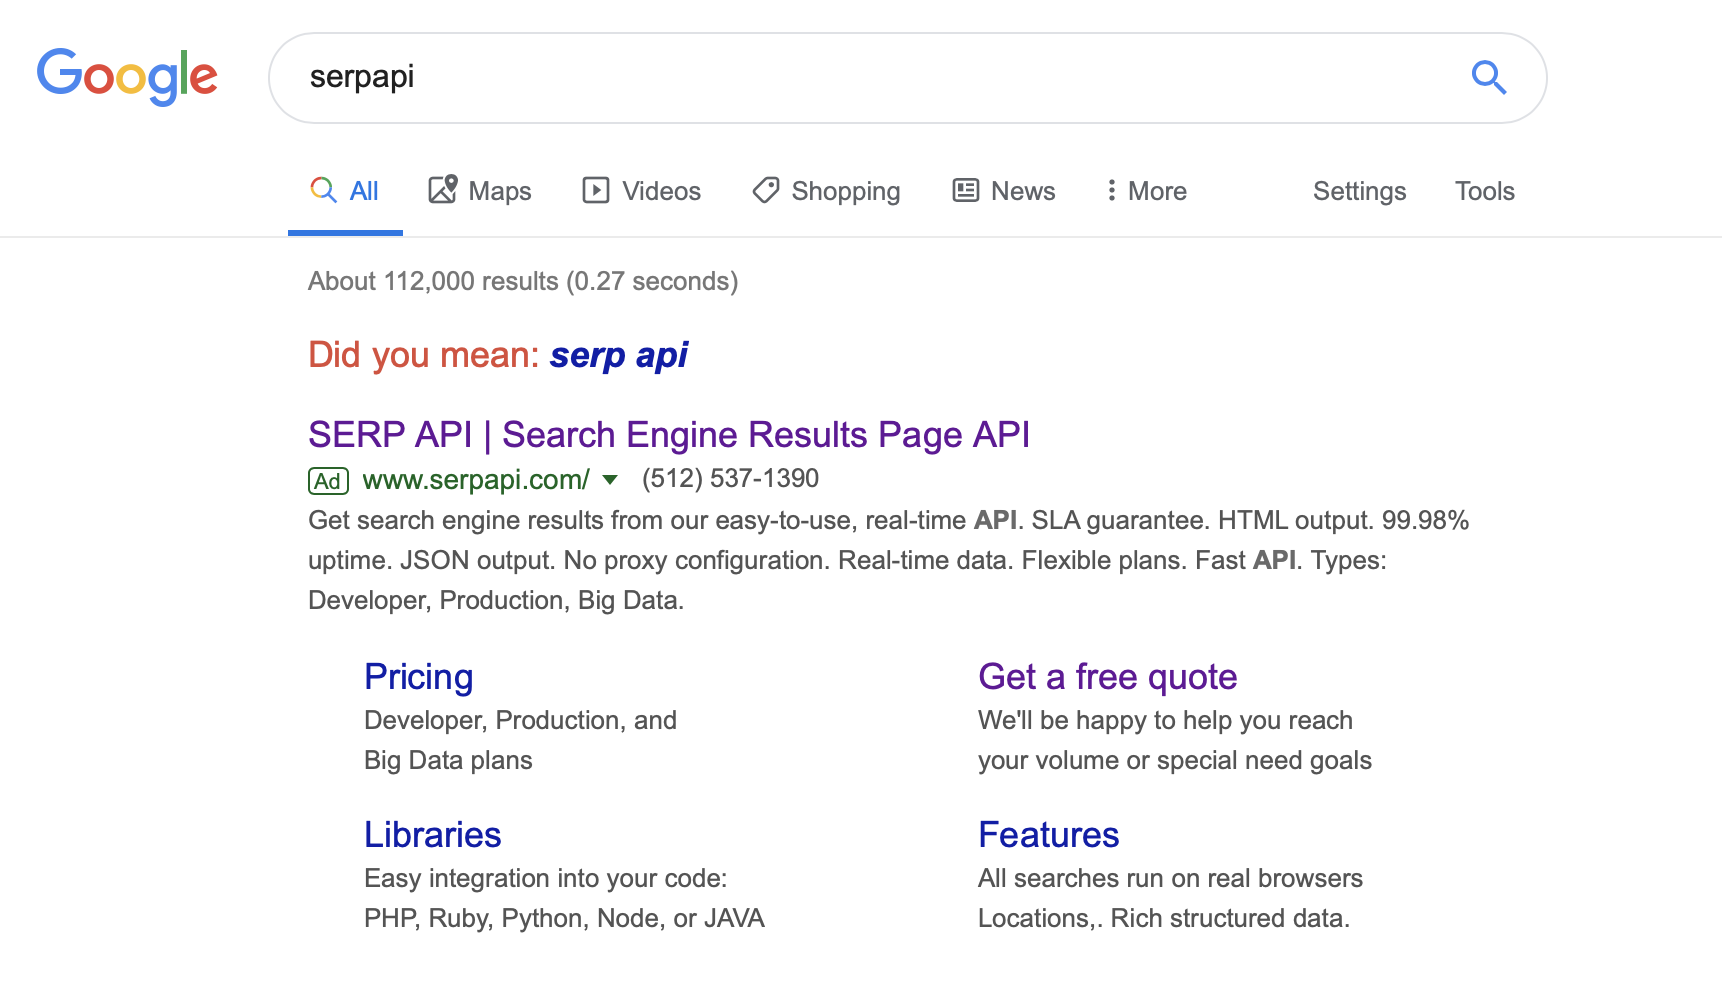 Google
serpapi
All Maps Videos Shopping News More Settings Tools
About 112,000 results (0.27 seconds)
Did you mean: serp api
SERP API | Search Engine Results Page API
Ad www.serpapi.com/ (512) 537-1390
Get search engine results from our easy-to-use, real-time API. SLA guarantee. HTML output. 99.98%
uptime. JSON output. No proxy configuration. Real-time data. Flexible plans. Fast API. Types:
Developer, Production, Big Data.
Pricing
Developer, Production, and
Big Data plans
Get a free quote
We'll be happy to help you reach
your volume or special need goals
Libraries
Easy integration into your code:
PHP, Ruby, Python, Node, or JAVA
Features
All searches run on real browsers
Locations,. Rich structured data.